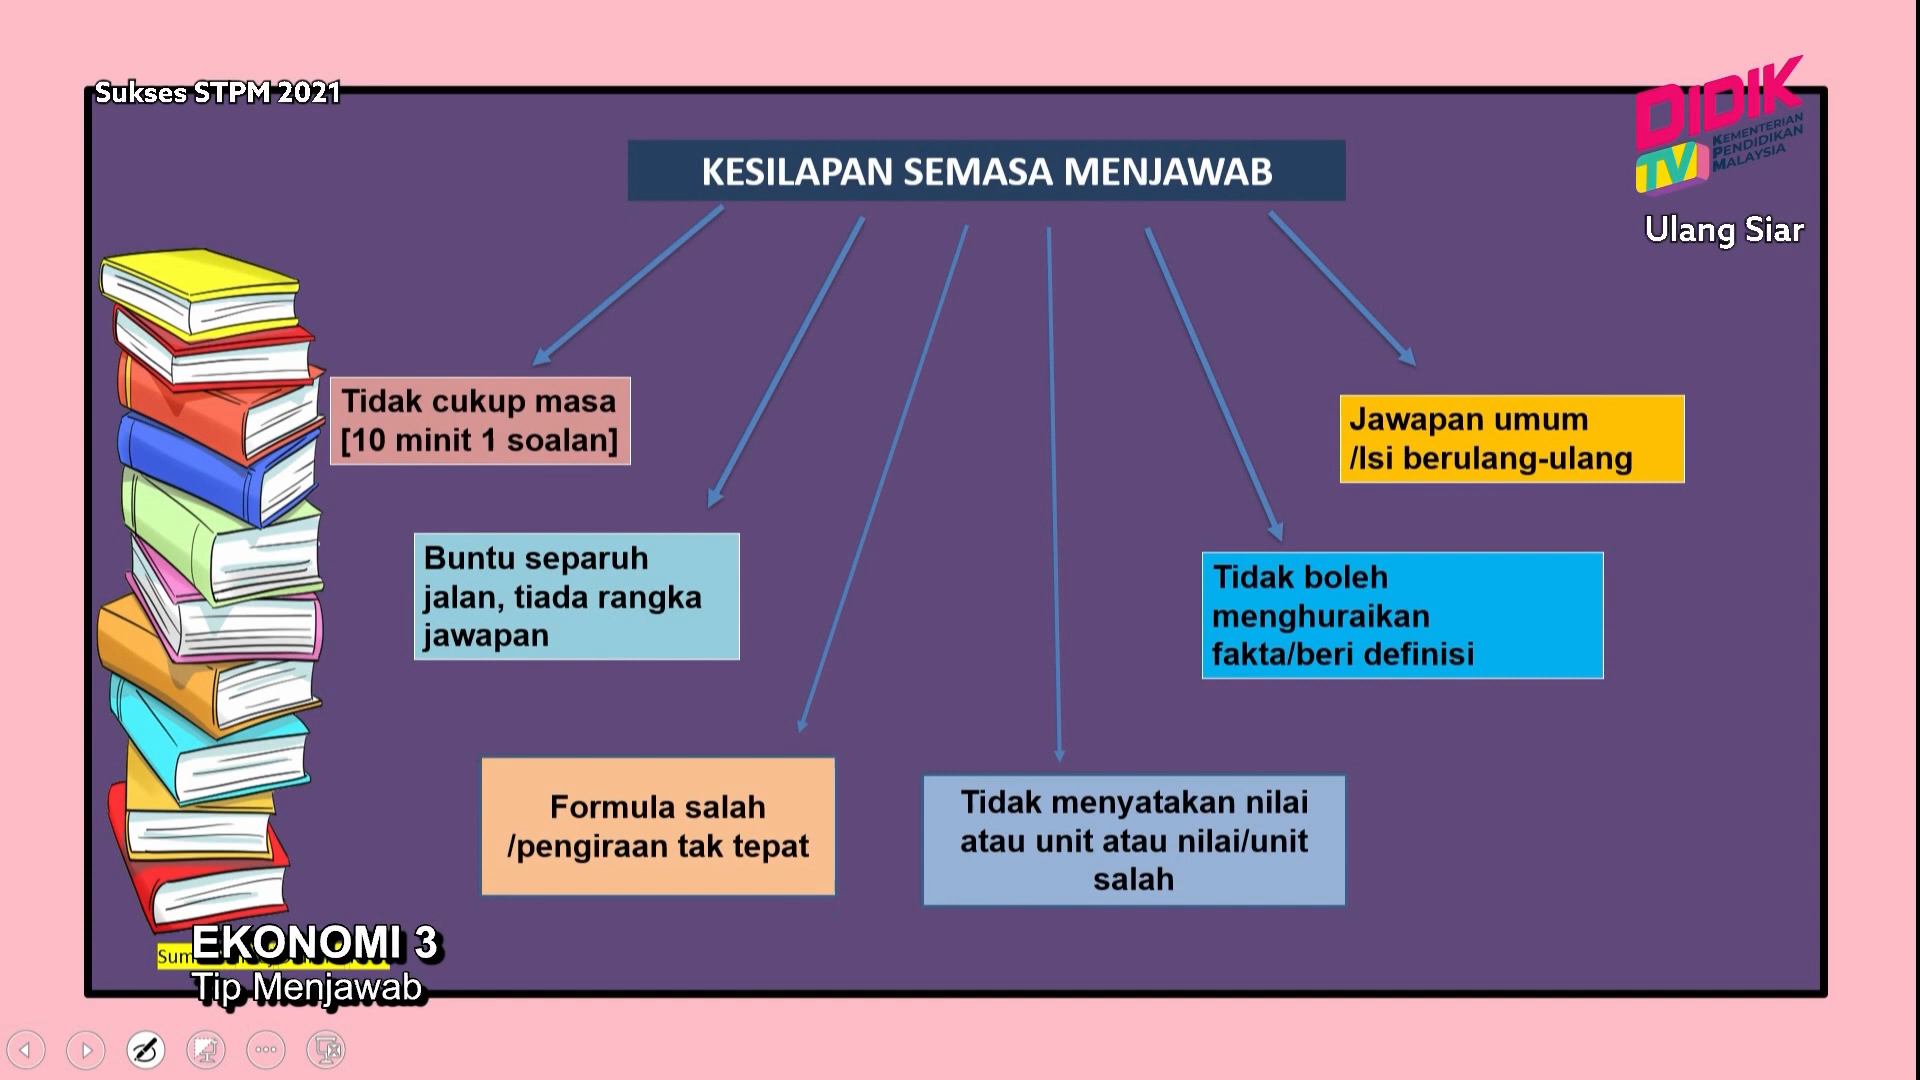 Sukses STPM 2021
DIDIK
TV
KEMENTERIAN
PENDIDIKAN
MALAYSIA
Ulang Siar
KESILAPAN SEMASA MENJAWAB
Tidak cukup masa
[10 minit 1 soalan]
Jawapan umum
/Isi berulang-ulang
Buntu separuh
jalan, tiada rangka
jawapan
Tidak boleh
menghuraikan
fakta/beri definisi
Formula salah
/pengiraan tak tepat
Tidak menyatakan nilai
atau unit atau nilai/unit
salah
EKONOMI 3
Tip Menjawab